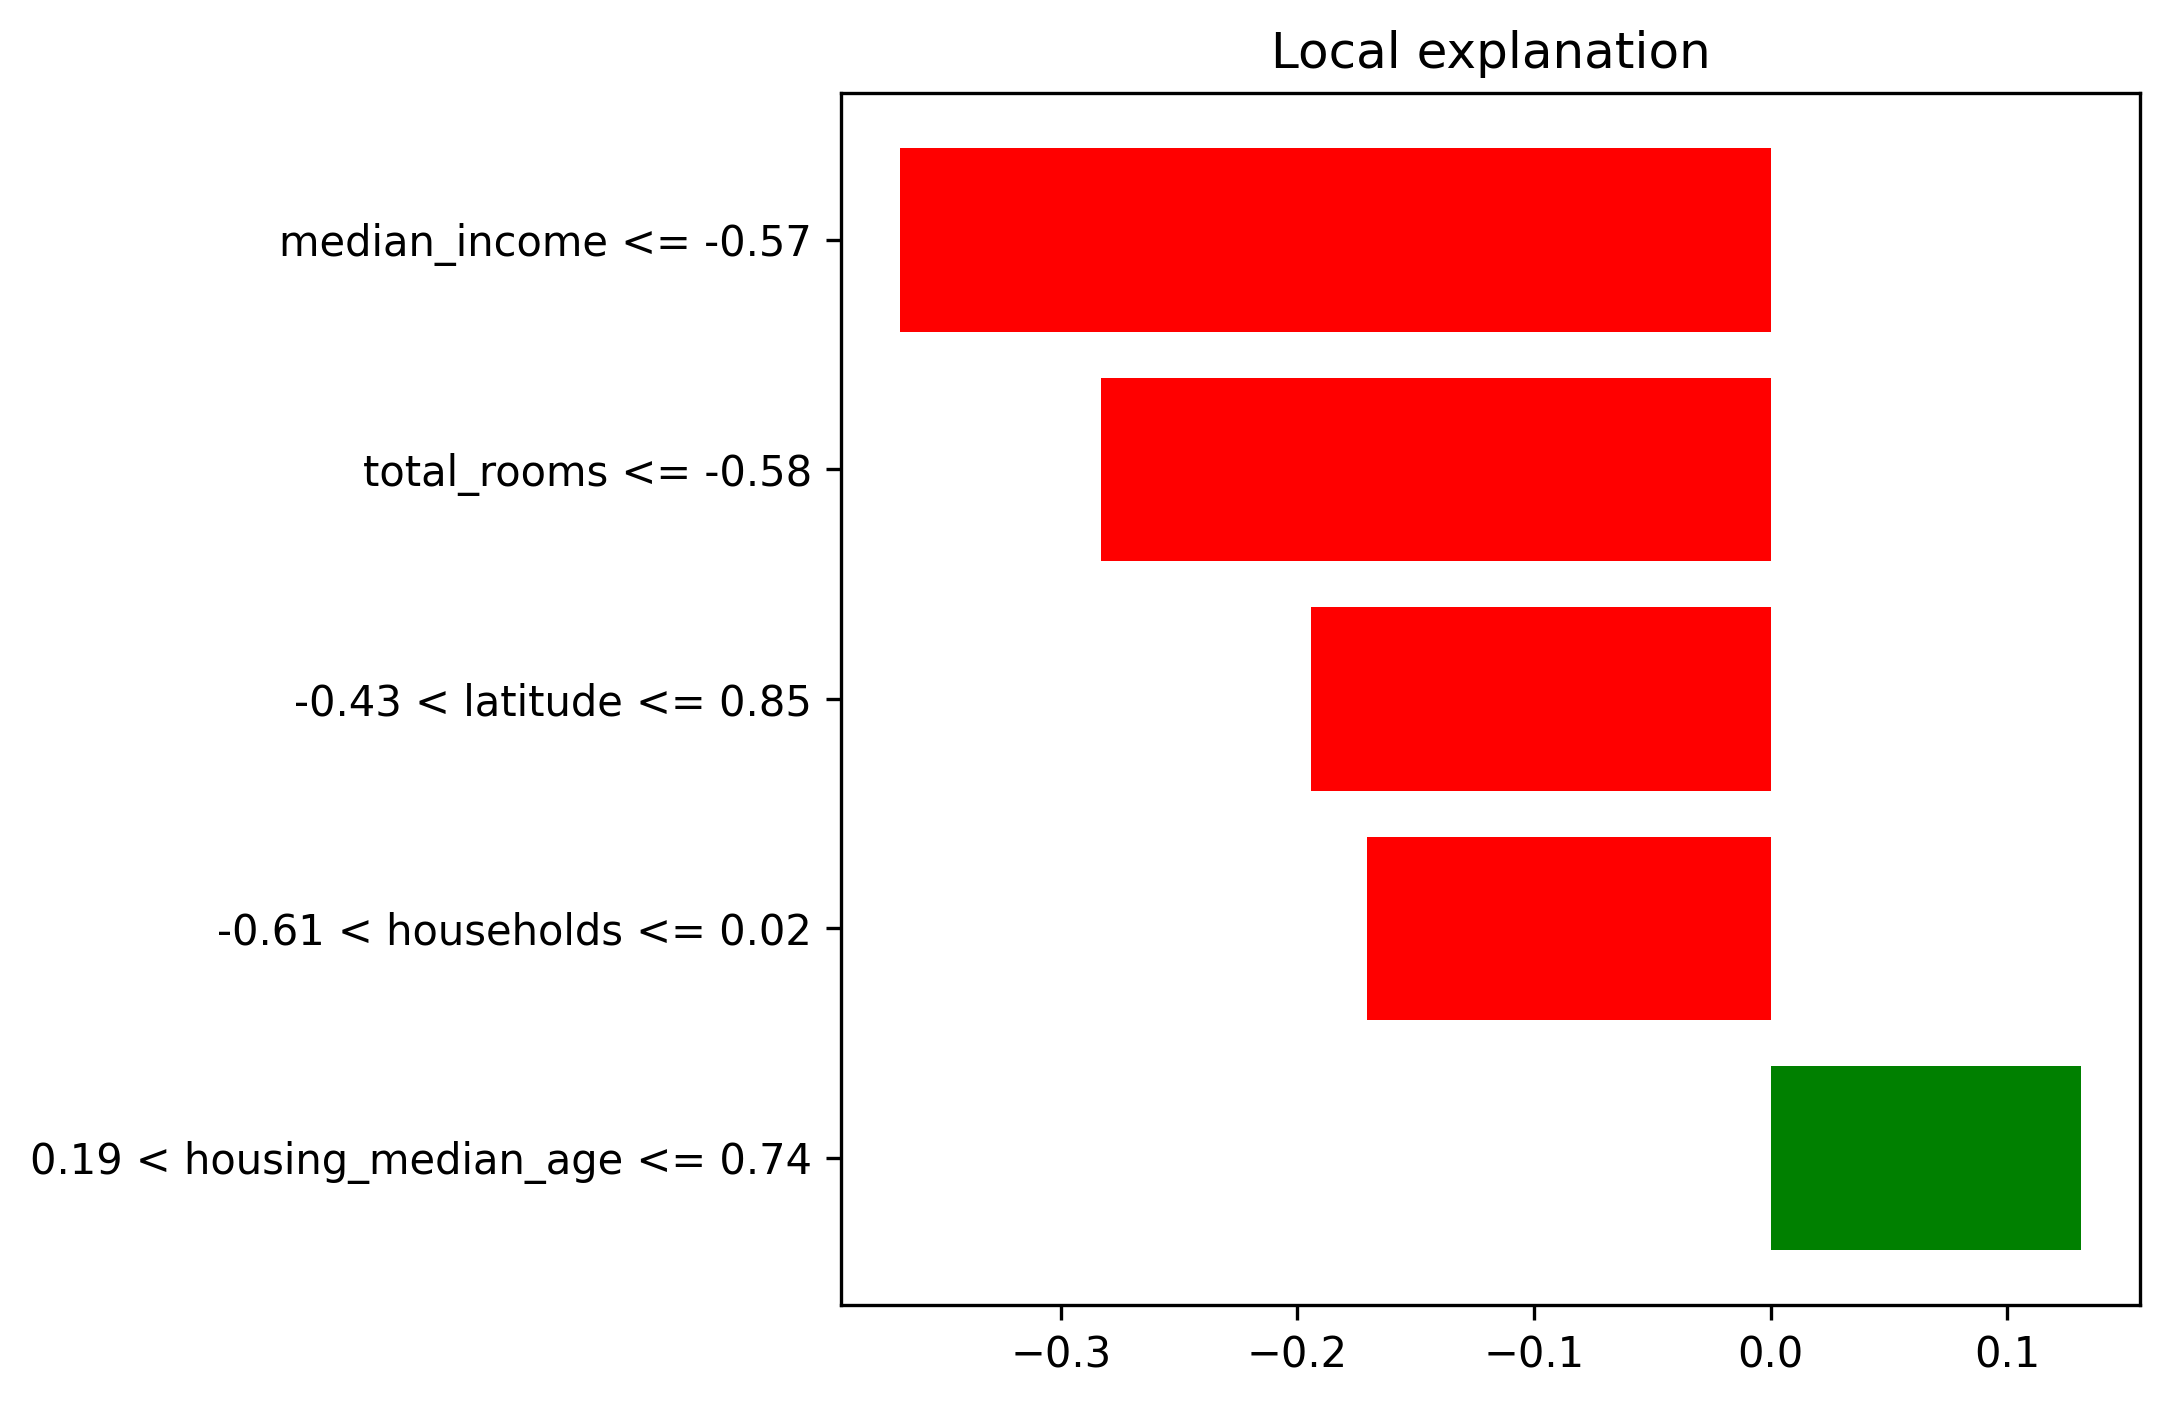 Local explanation
median_income <= -0.57
total_rooms <= -0.58
-0.43 < latitude <= 0.85
-0.61 < households <= 0.02
0.19 < housing_median_age <= 0.74
−0.3 −0.2 −0.1 0.0 0.1